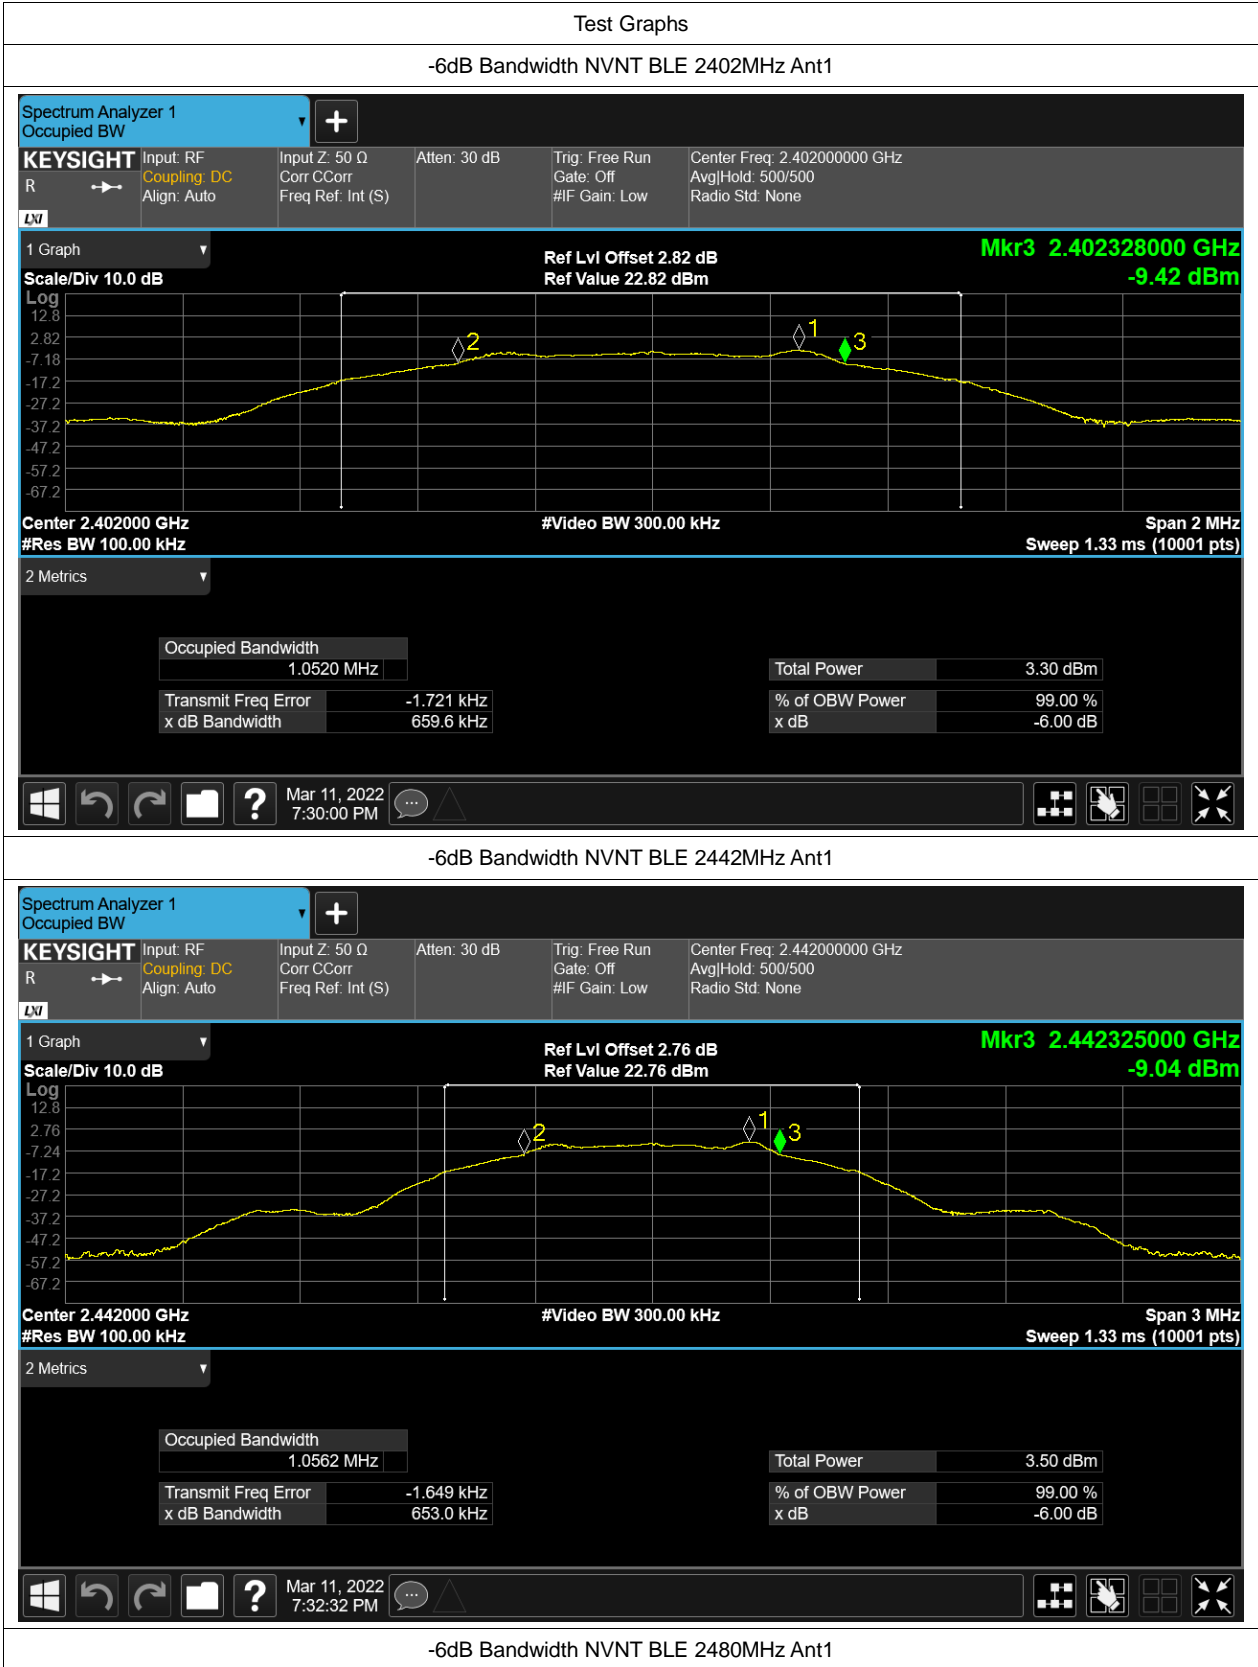 Test Graphs
-6dB Bandwidth NVNT BLE 2402MHz Ant1
Spectrum Analyzer 1
Occupied BW
KEYSIGHT Input: RF Input Z: 50 Ω Atten: 30 dB Trig: Free Run Center Freq: 2.402000000 GHz
R Coupling: DC Corr CCorr Gate: Off Avg|Hold: 500/500
Align: Auto Freq Ref: Int (S) #IF Gain: Low Radio Std: None
LXI
1 Graph Ref Lvl Offset 2.82 dB Mkr3 2.402328000 GHz
Scale/Div 10.0 dB Ref Value 22.82 dBm -9.42 dBm
Log
12.8
2.82
-7.18
-17.2
-27.2
-37.2
-47.2
-57.2
-67.2
2 1 3
Center 2.402000 GHz #Video BW 300.00 kHz Span 2 MHz
#Res BW 100.00 kHz Sweep 1.33 ms (10001 pts)
2 Metrics
Occupied Bandwidth
1.0520 MHz Total Power 3.30 dBm
Transmit Freq Error -1.721 kHz % of OBW Power 99.00 %
x dB Bandwidth 659.6 kHz x dB -6.00 dB
? Mar 11, 2022
7:30:00 PM
-6dB Bandwidth NVNT BLE 2442MHz Ant1
Spectrum Analyzer 1
Occupied BW
KEYSIGHT Input: RF Input Z: 50 Ω Atten: 30 dB Trig: Free Run Center Freq: 2.442000000 GHz
R Coupling: DC Corr CCorr Gate: Off Avg|Hold: 500/500
Align: Auto Freq Ref: Int (S) #IF Gain: Low Radio Std: None
LXI
1 Graph Ref Lvl Offset 2.76 dB Mkr3 2.442325000 GHz
Scale/Div 10.0 dB Ref Value 22.76 dBm -9.04 dBm
Log
12.8
2.76
-7.24
-17.2
-27.2
-37.2
-47.2
-57.2
-67.2
2 1 3
Center 2.442000 GHz #Video BW 300.00 kHz Span 3 MHz
#Res BW 100.00 kHz Sweep 1.33 ms (10001 pts)
2 Metrics
Occupied Bandwidth
1.0562 MHz Total Power 3.50 dBm
Transmit Freq Error -1.649 kHz % of OBW Power 99.00 %
x dB Bandwidth 653.0 kHz x dB -6.00 dB
? Mar 11, 2022
7:32:32 PM
-6dB Bandwidth NVNT BLE 2480MHz Ant1